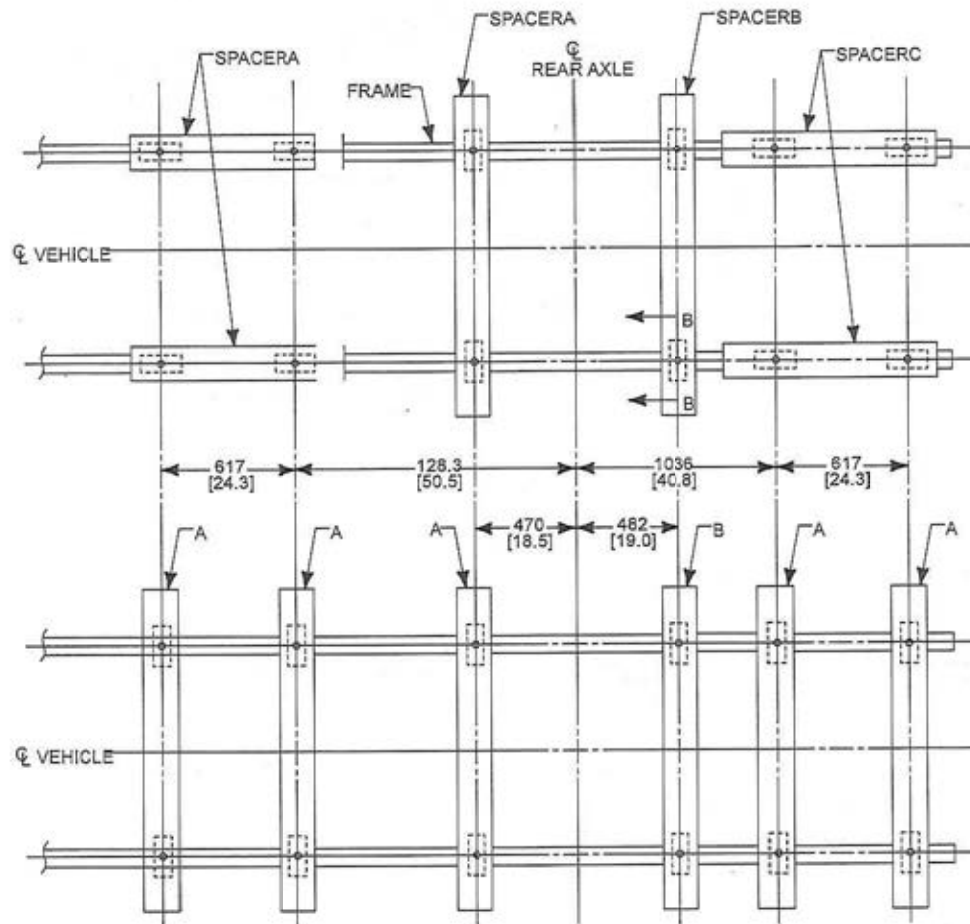 SPACERA
SPACERB
℄
REAR AXLE
SPACERA
SPACERC
FRAME
℄ VEHICLE
B
B
617
[24.3]
128.3
[50.5]
1036
[40.8]
617
[24.3]
470
[18.5]
482
[19.0]
A
A
A
B
A
A
℄ VEHICLE